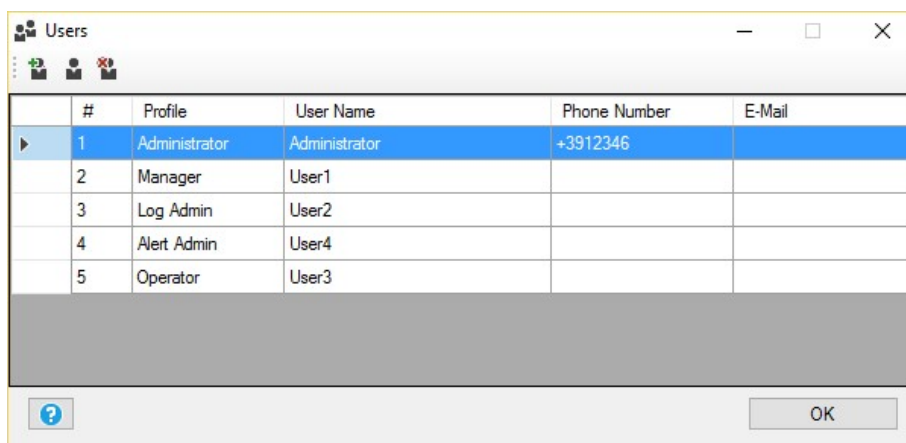 Users
# Profile User Name Phone Number E-Mail
1 Administrator Administrator +3912346
2 Manager User1
3 Log Admin User2
4 Alert Admin User4
5 Operator User3
OK